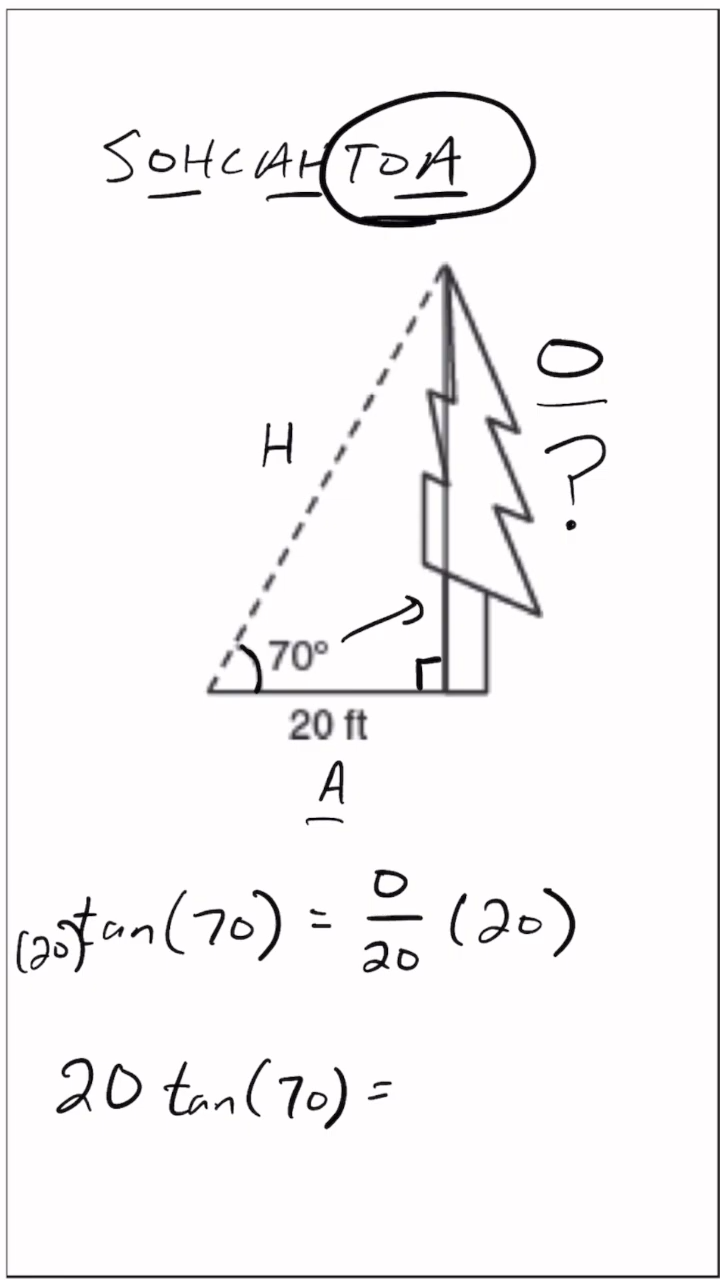 SOHCAHTOA
O
H
?
70°
20 ft
A
(20)tan(70) = O/20 (20)
20 tan(70) =